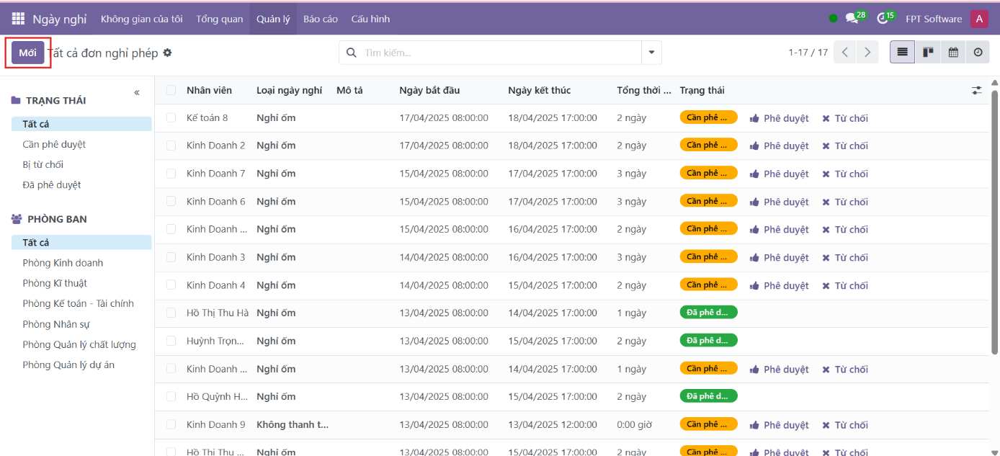 Ngày nghỉ Không gian của tôi Tổng quan Quản lý Báo cáo Cấu hình 28 15 FPT Software A
Mới Tất cả đơn nghỉ phép Tìm kiếm... 1-17 / 17
TRẠNG THÁI
Tất cả
Cần phê duyệt
Bị từ chối
Đã phê duyệt
PHÒNG BAN
Tất cả
Phòng Kinh doanh
Phòng Kĩ thuật
Phòng Kế toán - Tài chính
Phòng Nhân sự
Phòng Quản lý chất lượng
Phòng Quản lý dự án
Nhân viên Loại ngày nghỉ Mô tả Ngày bắt đầu Ngày kết thúc Tổng thời ... Trạng thái
Kế toán 8 Nghỉ ốm 17/04/2025 08:00:00 18/04/2025 17:00:00 2 ngày Cần phê ... Phê duyệt Từ chối
Kinh Doanh 2 Nghỉ ốm 17/04/2025 08:00:00 18/04/2025 17:00:00 2 ngày Cần phê ... Phê duyệt Từ chối
Kinh Doanh 7 Nghỉ ốm 15/04/2025 08:00:00 17/04/2025 17:00:00 3 ngày Cần phê ... Phê duyệt Từ chối
Kinh Doanh 6 Nghỉ ốm 15/04/2025 08:00:00 17/04/2025 17:00:00 3 ngày Cần phê ... Phê duyệt Từ chối
Kinh Doanh ... Nghỉ ốm 15/04/2025 08:00:00 16/04/2025 17:00:00 2 ngày Cần phê ... Phê duyệt Từ chối
Kinh Doanh 3 Nghỉ ốm 14/04/2025 08:00:00 16/04/2025 17:00:00 3 ngày Cần phê ... Phê duyệt Từ chối
Kinh Doanh 4 Nghỉ ốm 14/04/2025 08:00:00 15/04/2025 17:00:00 2 ngày Cần phê ... Phê duyệt Từ chối
Hồ Thị Thu Hà Nghỉ ốm 13/04/2025 08:00:00 14/04/2025 17:00:00 1 ngày Đã phê d...
Huỳnh Trọn... Nghỉ ốm 13/04/2025 08:00:00 15/04/2025 17:00:00 2 ngày Đã phê d...
Kinh Doanh ... Nghỉ ốm 13/04/2025 08:00:00 14/04/2025 17:00:00 1 ngày Cần phê ... Phê duyệt Từ chối
Hồ Quỳnh H... Nghỉ ốm 13/04/2025 08:00:00 15/04/2025 17:00:00 2 ngày Đã phê d...
Kinh Doanh 9 Không thanh t... 13/04/2025 08:00:00 13/04/2025 12:00:00 0:00 giờ Cần phê ... Phê duyệt Từ chối
Hồ Thị Thu ... Nghỉ ốm 13/04/2025 08:00:00 15/04/2025 17:00:00 2 ngày Cần phê ... Phê duyệt Từ chối